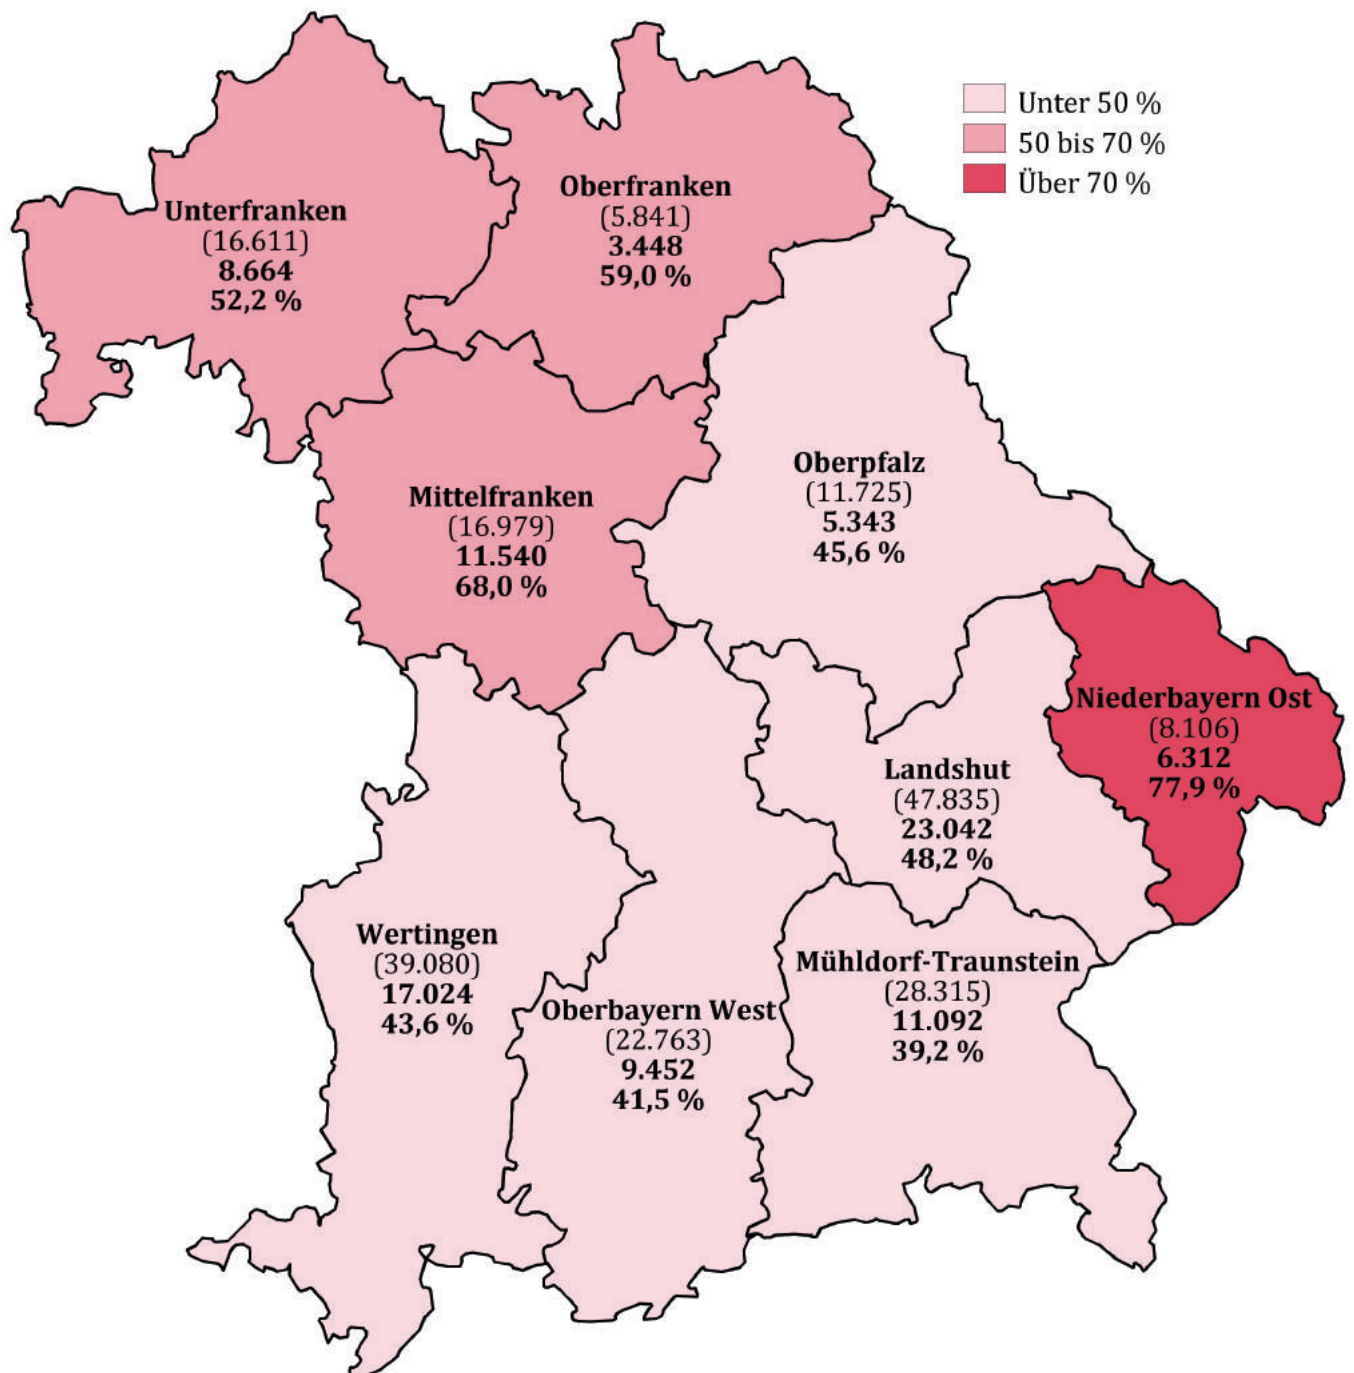 Unter 50 %
50 bis 70 %
Über 70 %
Unterfranken
(16.611)
8.664
52,2 %
Oberfranken
(5.841)
3.448
59,0 %
Mittelfranken
(16.979)
11.540
68,0 %
Oberpfalz
(11.725)
5.343
45,6 %
Niederbayern Ost
(8.106)
6.312
77,9 %
Landshut
(47.835)
23.042
48,2 %
Wertingen
(39.080)
17.024
43,6 %
Oberbayern West
(22.763)
9.452
41,5 %
Mühldorf-Traunstein
(28.315)
11.092
39,2 %